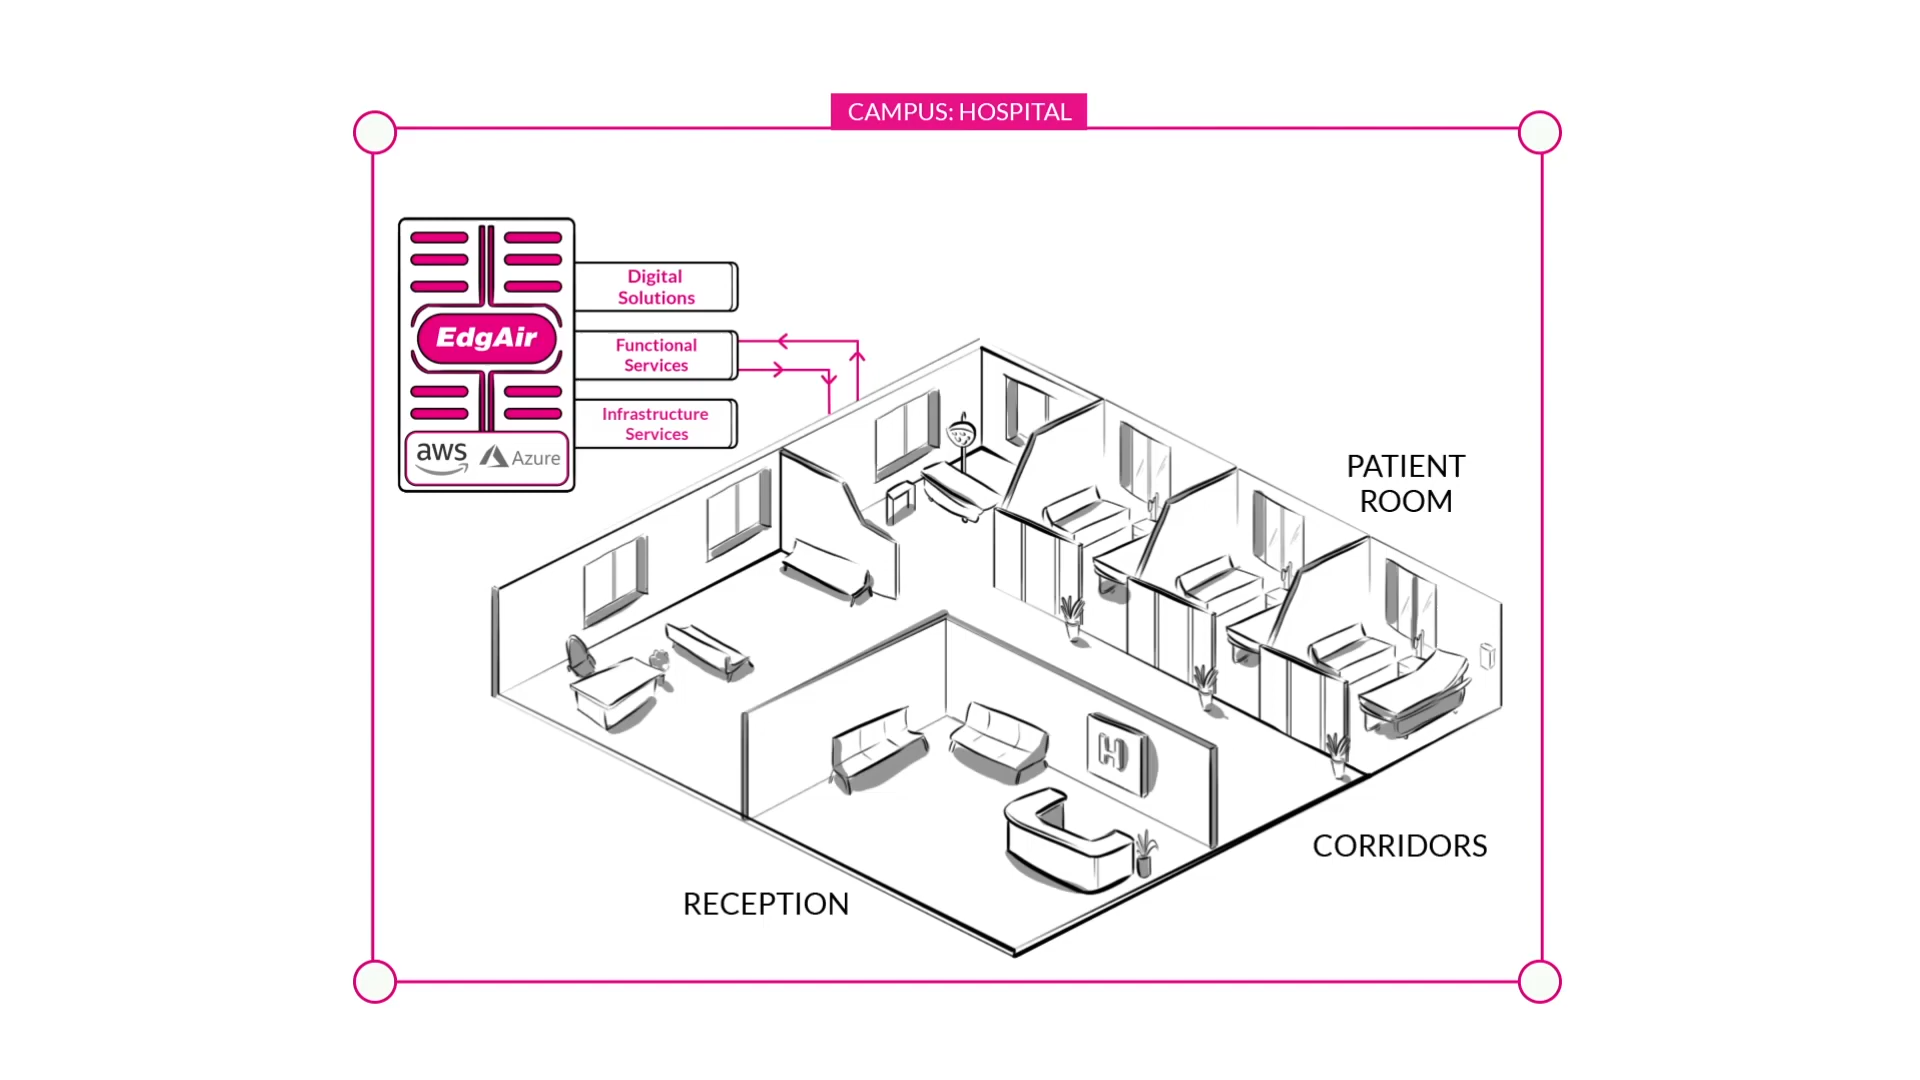 CAMPUS: HOSPITAL
Digital
Solutions
EdgAir
Functional
Services
Infrastructure
Services
aws
Azure
PATIENT
ROOM
H
CORRIDORS
RECEPTION